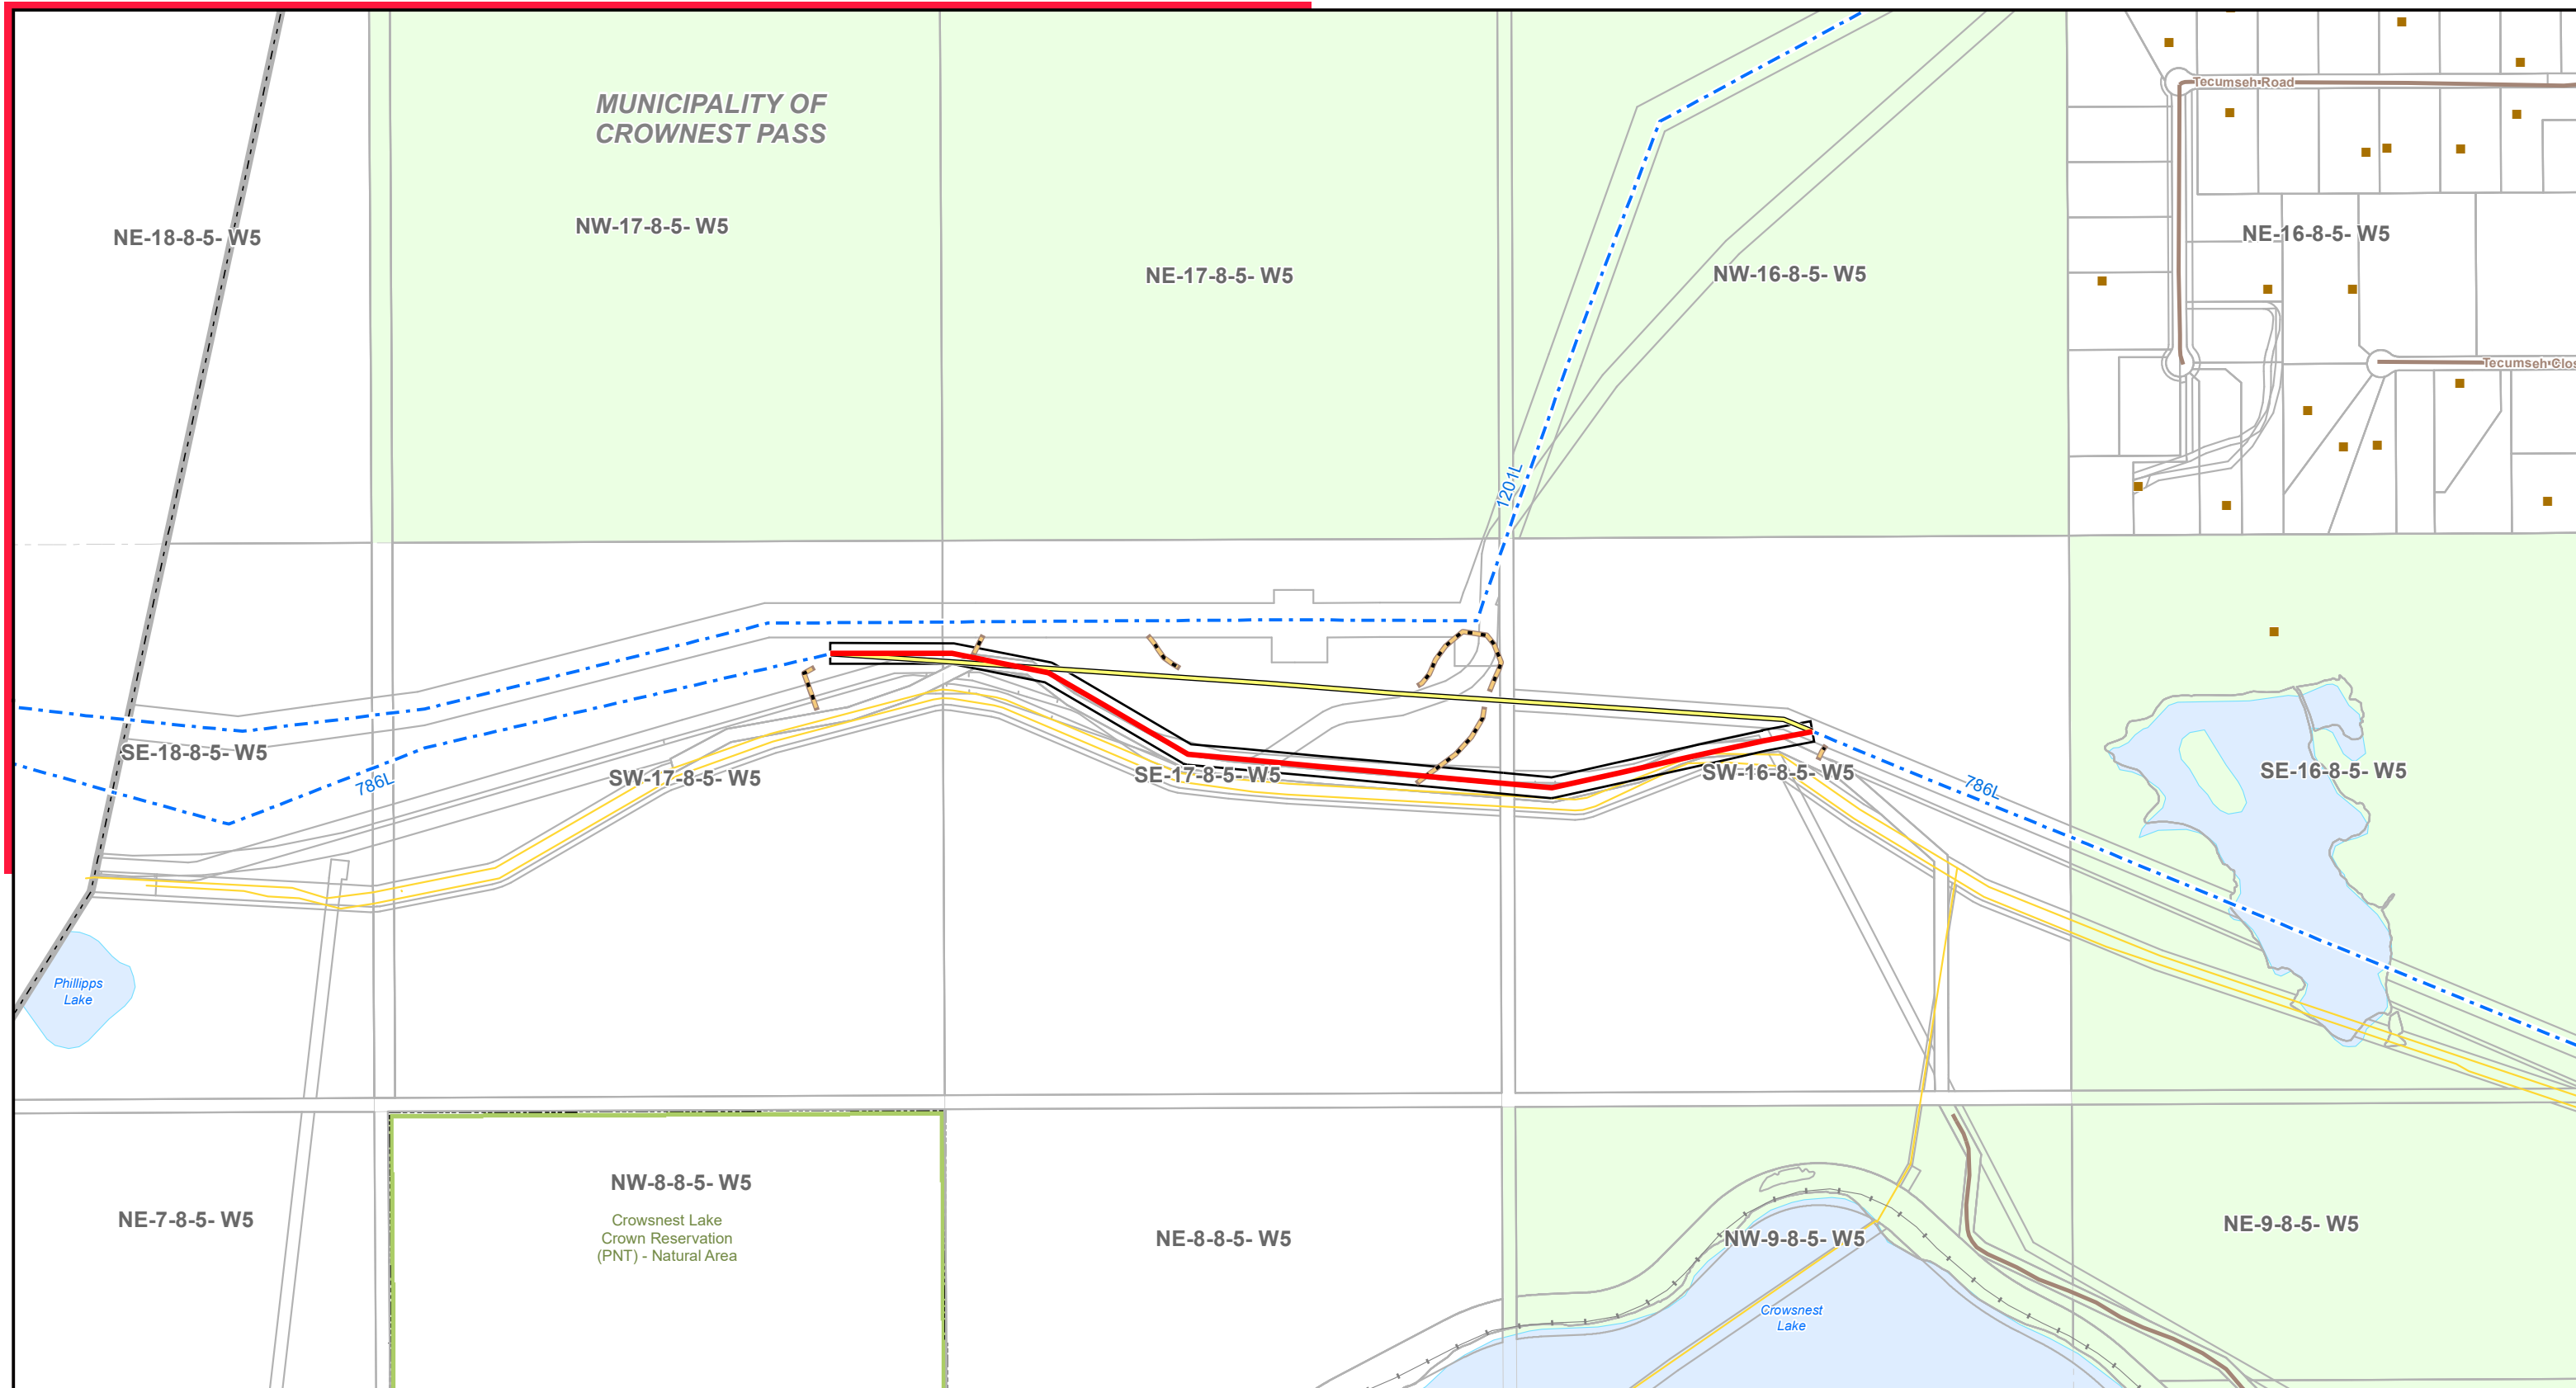 MUNICIPALITY OF
CROWNEST PASS
Tecumseh Road
NE-18-8-5- W5
NW-17-8-5- W5
NE-17-8-5- W5
NW-16-8-5- W5
NE-16-8-5- W5
Tecumseh Clos
1201L
SE-18-8-5- W5
786L
SW-17-8-5- W5
SE-17-8-5- W5
SW-16-8-5- W5
786L
SE-16-8-5- W5
Phillipps
Lake
NE-7-8-5- W5
NW-8-8-5- W5
Crowsnest Lake
Crown Reservation
(PNT) - Natural Area
NE-8-8-5- W5
NW-9-8-5- W5
NE-9-8-5- W5
Crowsnest
Lake